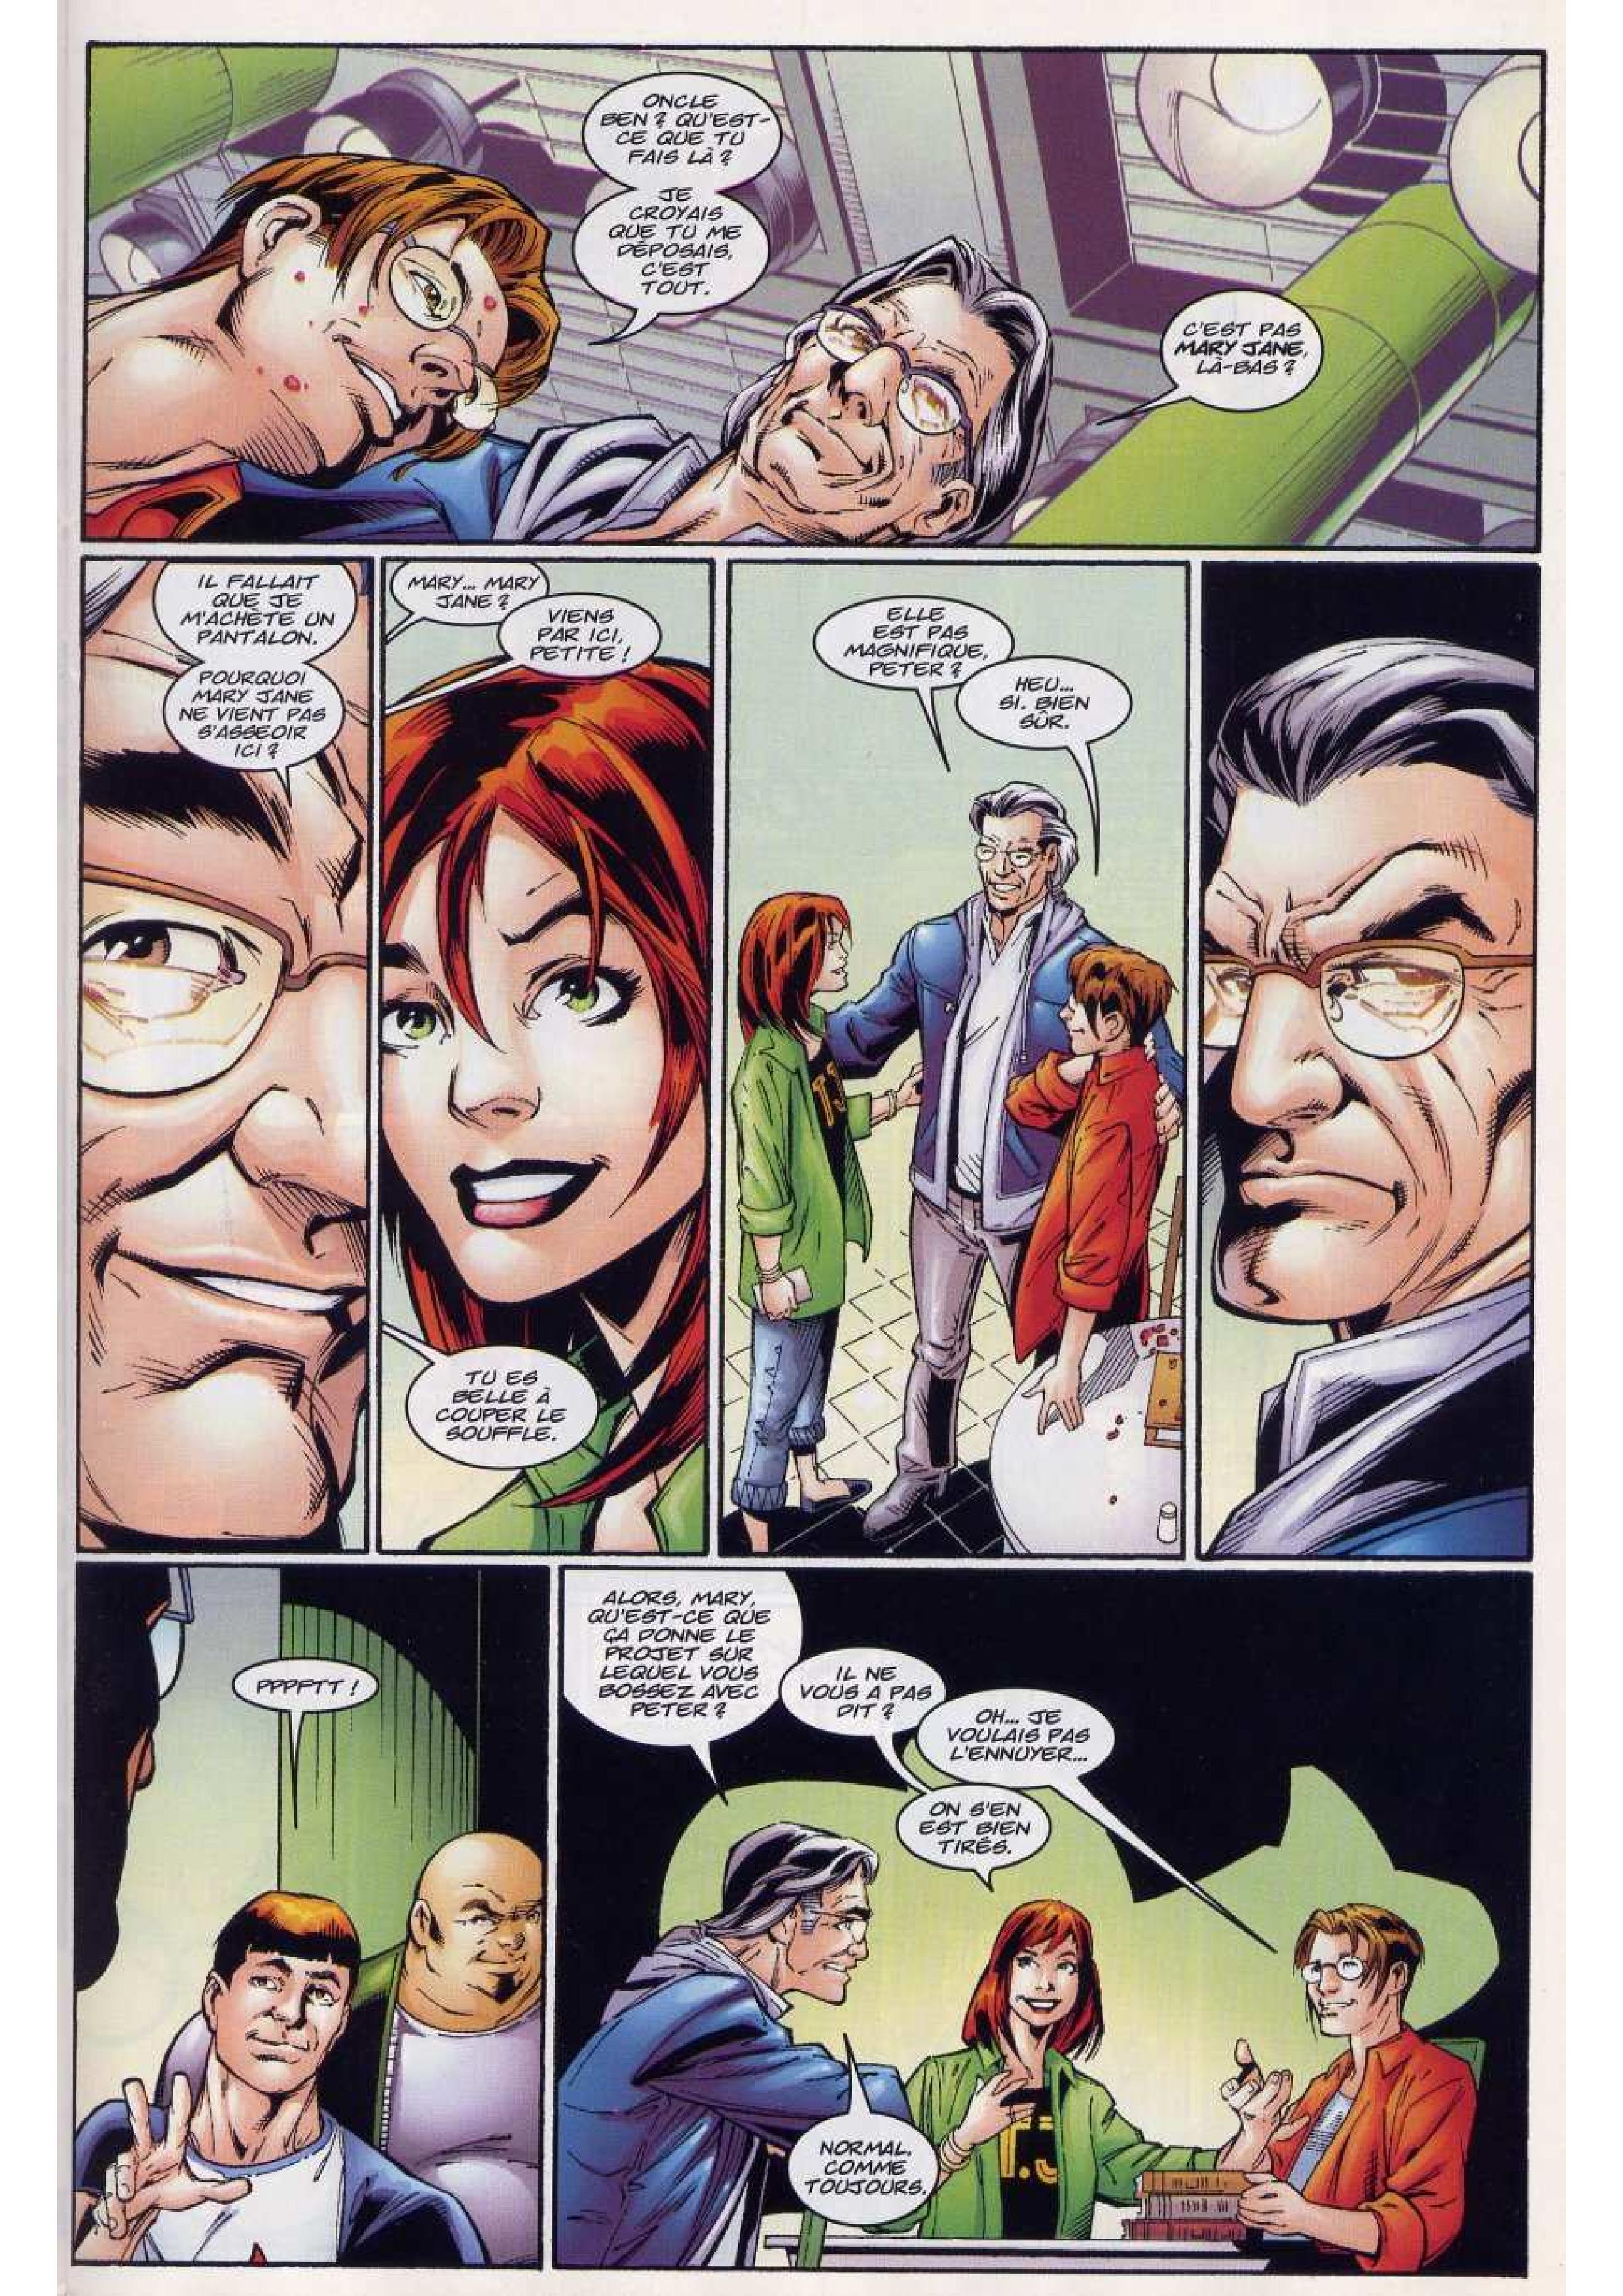 ONCLE
BEN ? QU'EST-
CE QUE TU
FAIS LÀ ?
JE
CROYAIS
QUE TU ME
DÉPOSAIS,
C'EST
TOUT.
C'EST PAS
MARY JANE,
LÀ-BAS ?
IL FALLAIT
QUE JE
M'ACHÈTE UN
PANTALON.
POURQUOI
MARY JANE
NE VIENT PAS
S'ASSEOIR
ICI ?
MARY... MARY
JANE ?
VIENS
PAR ICI,
PETITE !
TU ES
BELLE À
COUPER LE
SOUFFLE.
ELLE
EST PAS
MAGNIFIQUE,
PETER ?
HEU...
SI. BIEN
SÛR.
PPPFTT !
ALORS, MARY,
QU'EST-CE QUE
ÇA DONNE LE
PROJET SUR
LEQUEL VOUS
BOSSEZ AVEC
PETER ?
IL NE
VOUS A PAS
DIT ?
OH... JE
VOULAIS PAS
L'ENNUYER...
ON S'EN
EST BIEN
TIRÉS.
NORMAL.
COMME
TOUJOURS.
T.J